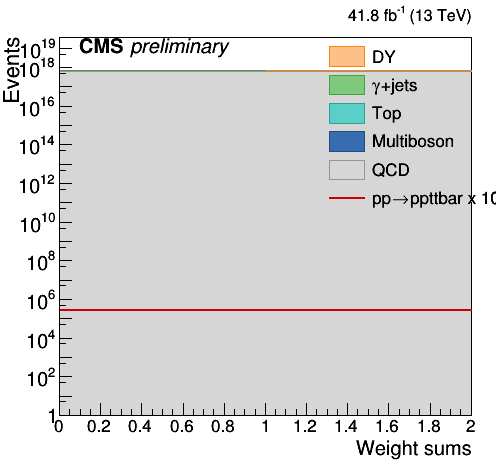 41.8 fb⁻¹ (13 TeV)
CMS preliminary
Events
10¹⁹
10¹⁸
10¹⁶
10¹⁴
10¹²
10¹⁰
10⁸
10⁶
10⁴
10²
1
DY
γ+jets
Top
Multiboson
QCD
pp→ppttbar x 10
0 0.2 0.4 0.6 0.8 1 1.2 1.4 1.6 1.8 2
Weight sums